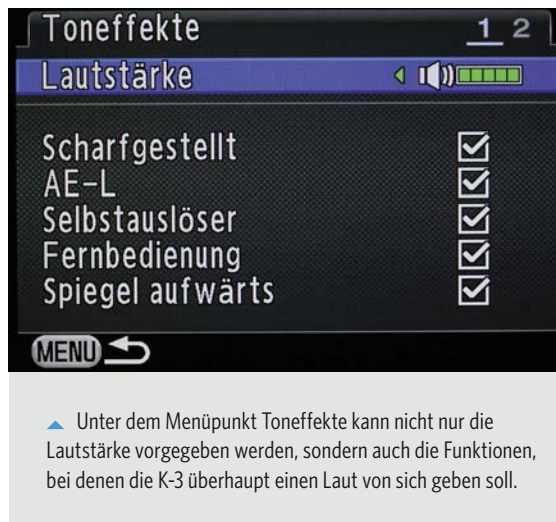 Toneffekte 1 2
Lautstärke
Scharfgestellt
AE-L
Selbstauslöser
Fernbedienung
Spiegel aufwärts
MENU
Unter dem Menüpunkt Toneffekte kann nicht nur die
Lautstärke vorgegeben werden, sondern auch die Funktionen,
bei denen die K-3 überhaupt einen Laut von sich geben soll.